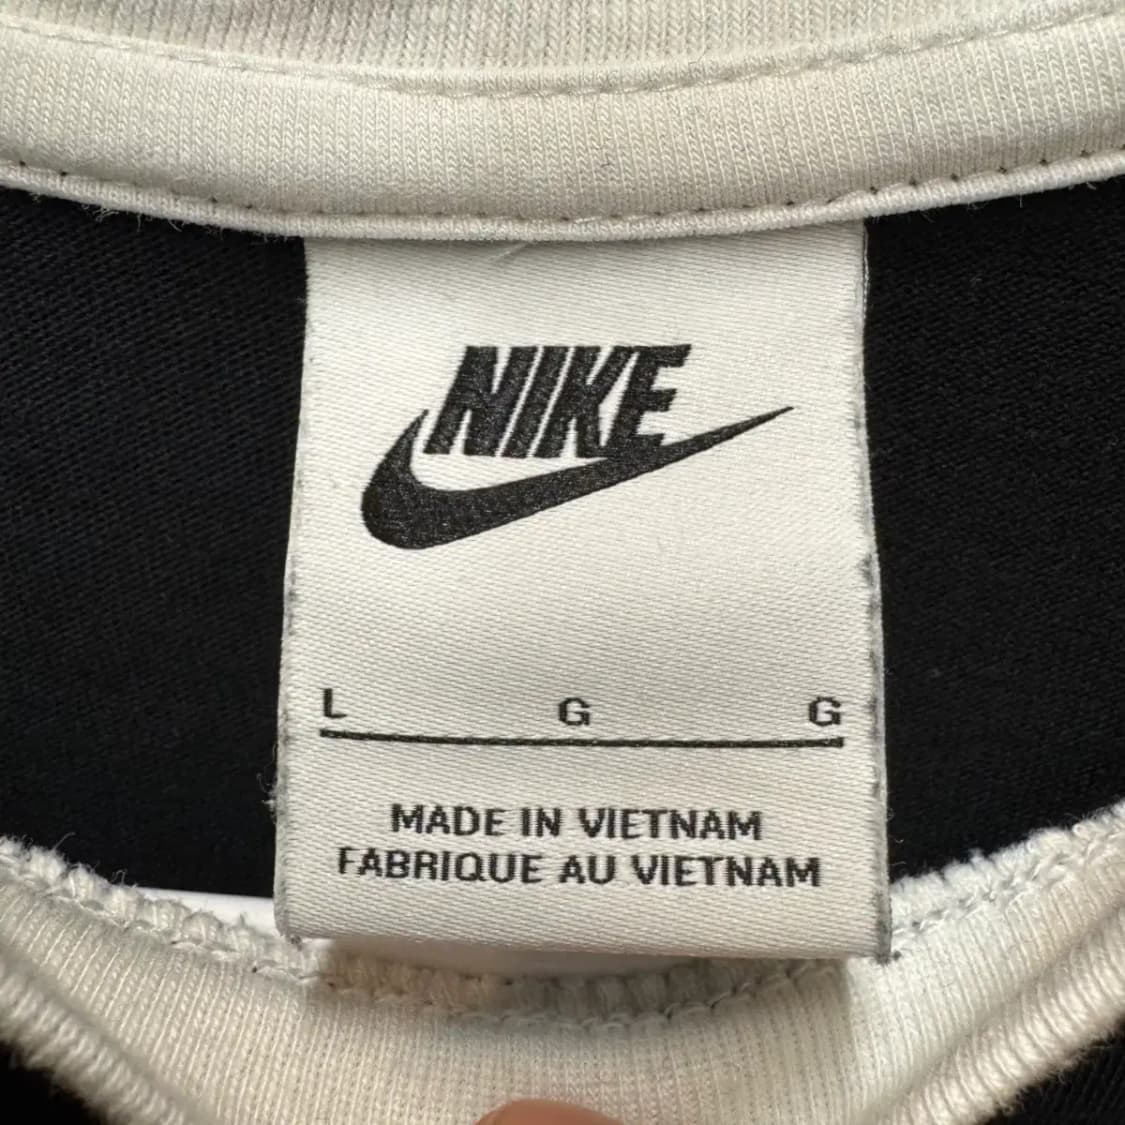 NIKE
L G G
MADE IN VIETNAM
FABRIQUE AU VIETNAM